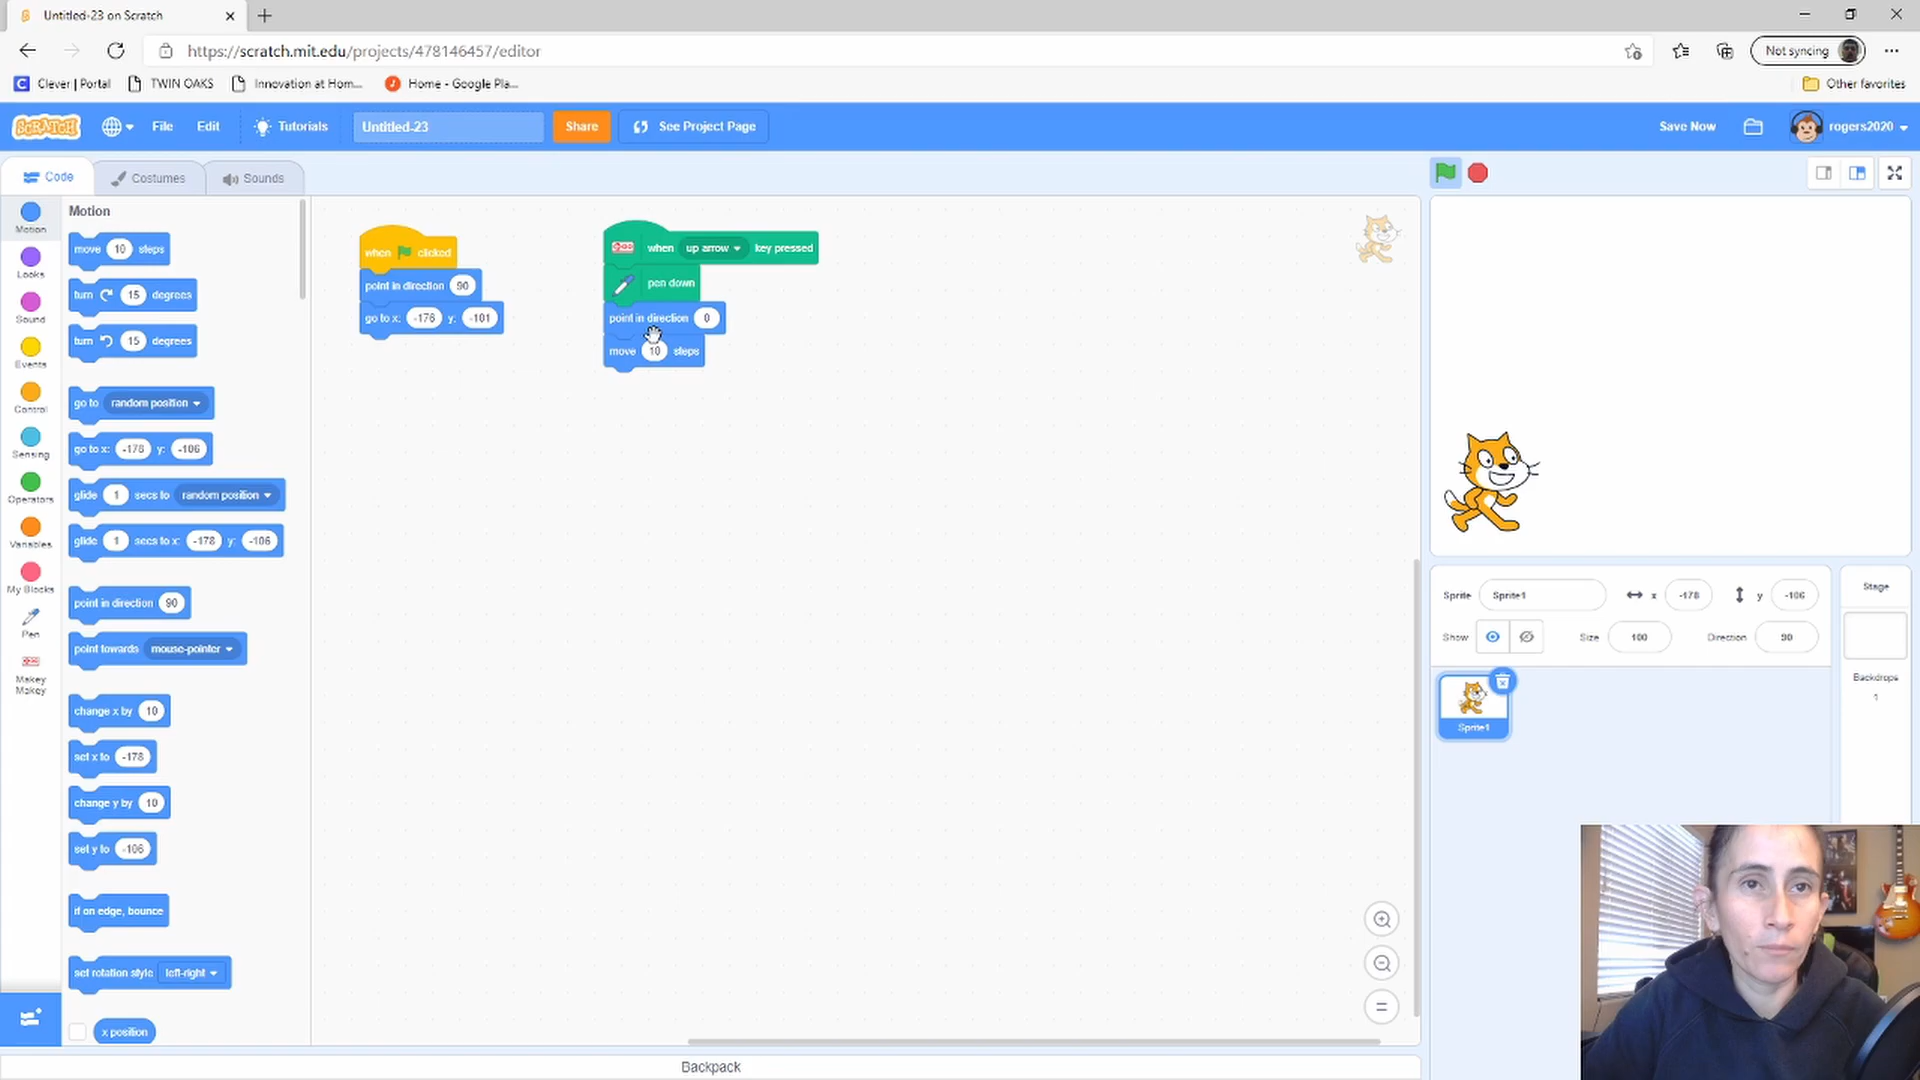 Untitled-23 on Scratch
https://scratch.mit.edu/projects/478146457/editor
Not syncing
Clever | Portal
TWIN OAKS
Innovation at Hom...
Home - Google Pla...
Other favorites
SCRATCH
File
Edit
Tutorials
Untitled-23
Share
See Project Page
Save Now
rogers2020
Code
Costumes
Sounds
Motion
Looks
Sound
Events
Control
Sensing
Operators
Variables
My Blocks
Pen
Makey
Makey
Motion
move 10 steps
turn 15 degrees
turn 15 degrees
go to random position
go to x: -178 y: -106
glide 1 secs to random position
glide 1 secs to x: -178 y: -106
point in direction 90
point towards mouse-pointer
change x by 10
set x to -178
change y by 10
set y to -106
if on edge, bounce
set rotation style left-right
x position
when clicked
point in direction 90
go to x: -176 y: -101
when up arrow key pressed
pen down
point in direction 0
move 10 steps
Sprite Sprite1 x -178 y -106
Show Size 100 Direction 90
Sprite1
Stage
Backdrops
1
Backpack